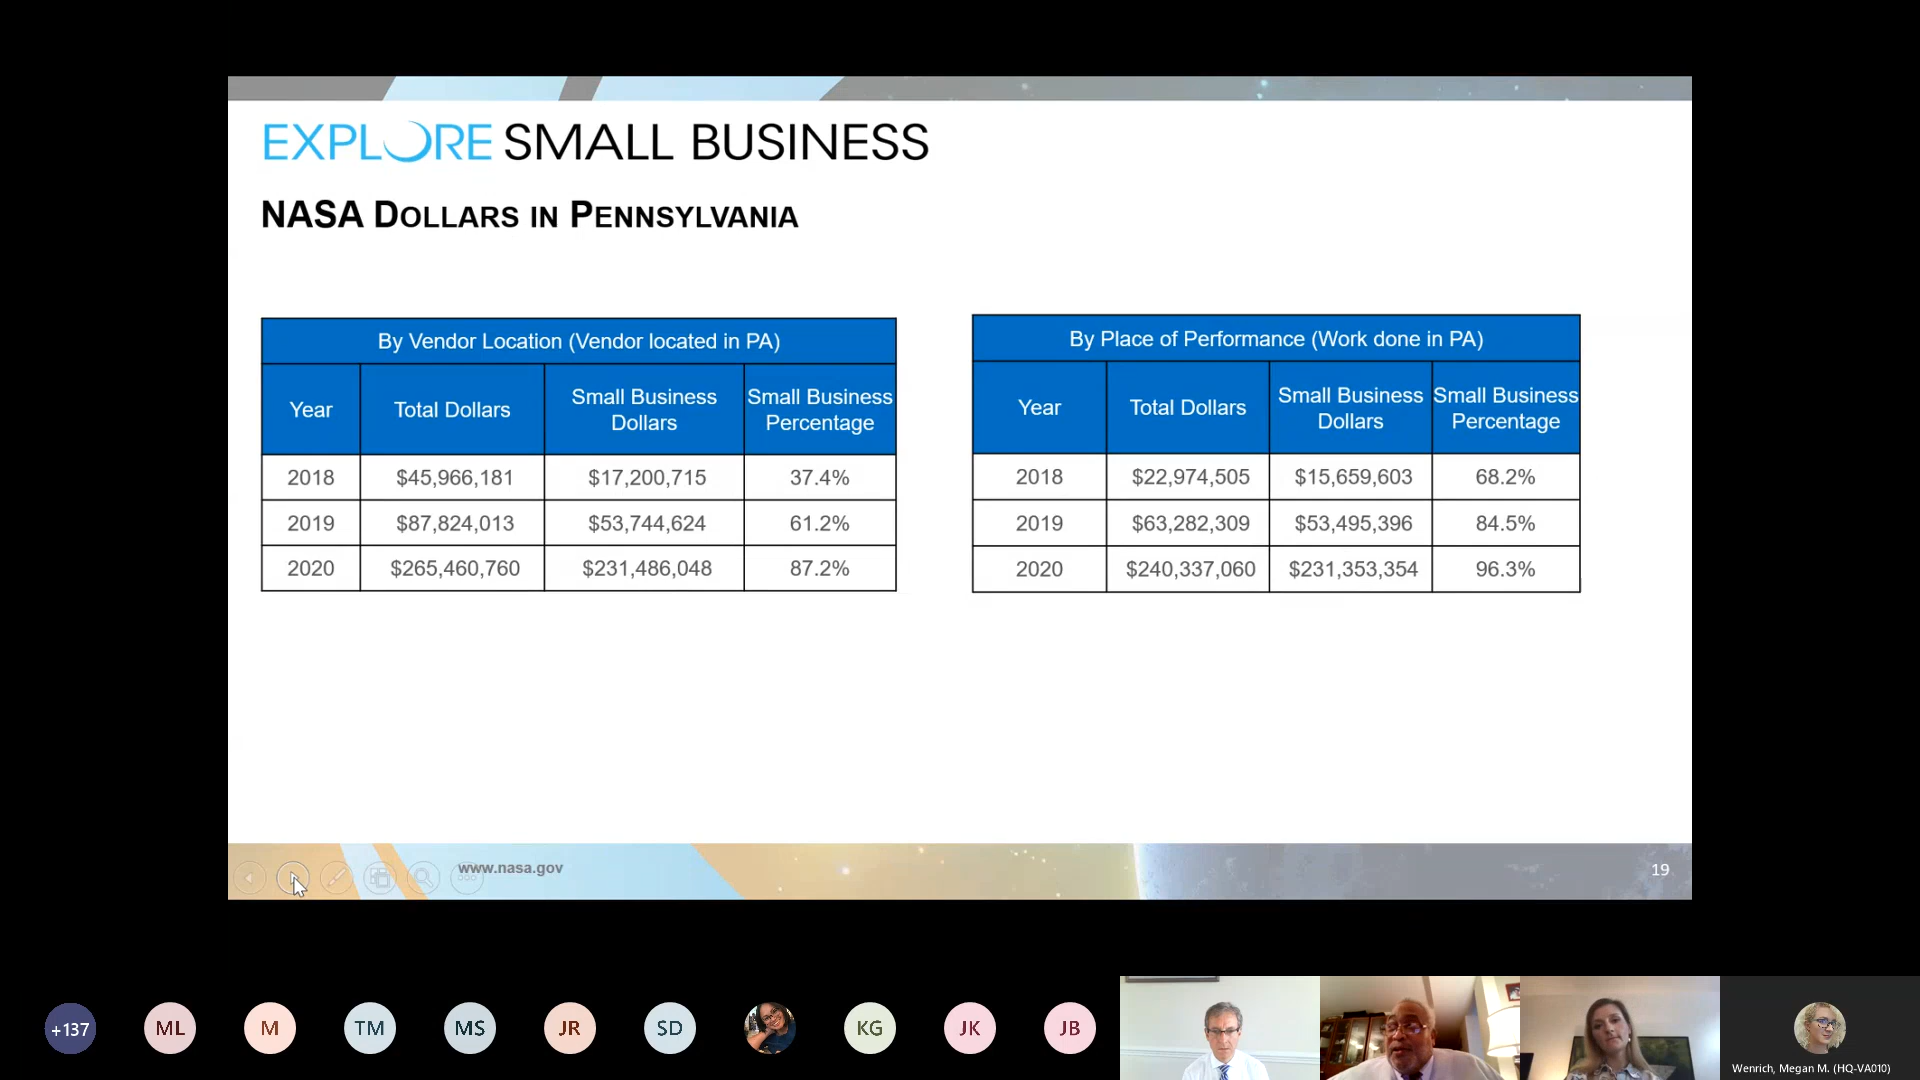 EXPLORE SMALL BUSINESS
NASA DOLLARS IN PENNSYLVANIA
By Vendor Location (Vendor located in PA)
Year Total Dollars Small Business Dollars Small Business Percentage
2018 $45,966,181 $17,200,715 37.4%
2019 $87,824,013 $53,744,624 61.2%
2020 $265,460,760 $231,486,048 87.2%
By Place of Performance (Work done in PA)
Year Total Dollars Small Business Dollars Small Business Percentage
2018 $22,974,505 $15,659,603 68.2%
2019 $63,282,309 $53,495,396 84.5%
2020 $240,337,060 $231,353,354 96.3%
www.nasa.gov
19
+137 ML M TM MS JR SD KG JK JB
Wenrich, Megan M. (HQ-VA010)